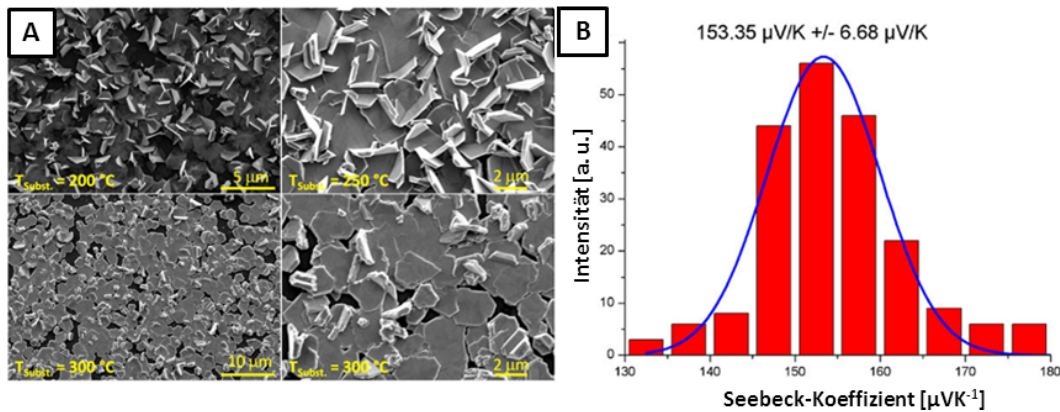 A
T_Subst. = 200 °C
5 µm
T_Subst. = 250 °C
2 µm
T_Subst. = 300 °C
10 µm
T_Subst. = 300 °C
2 µm
B
153.35 µV/K +/- 6.68 µV/K
Intensität [a. u.]
50
40
30
20
10
0
130
140
150
160
170
180
Seebeck-Koeffizient [µVK⁻¹]